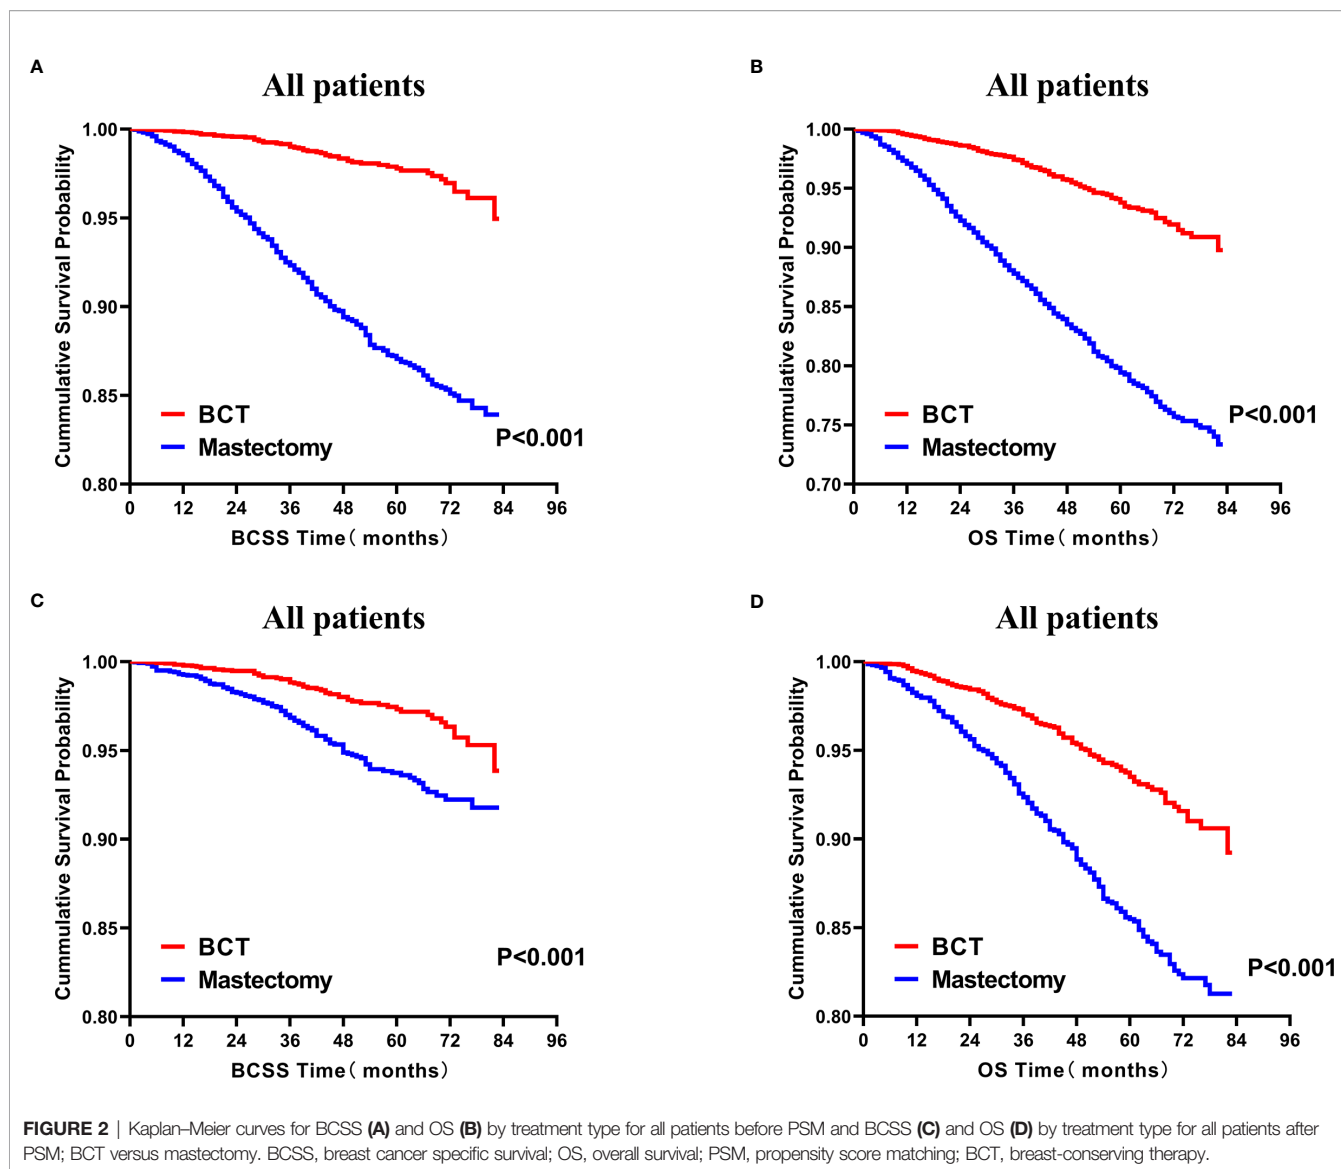 A
All patients
Cummulative Survival Probability
1.00
0.95
0.90
0.85
0.80
BCT
Mastectomy
P<0.001
0 12 24 36 48 60 72 84 96
BCSS Time( months)
B
All patients
Cummulative Survival Probability
1.00
0.95
0.90
0.85
0.80
0.75
0.70
BCT
Mastectomy
P<0.001
0 12 24 36 48 60 72 84 96
OS Time( months)
C
All patients
Cummulative Survival Probability
1.00
0.95
0.90
0.85
0.80
BCT
Mastectomy
P<0.001
0 12 24 36 48 60 72 84 96
BCSS Time( months)
D
All patients
Cummulative Survival Probability
1.00
0.95
0.90
0.85
0.80
BCT
Mastectomy
P<0.001
0 12 24 36 48 60 72 84 96
OS Time( months)
FIGURE 2 | Kaplan–Meier curves for BCSS (A) and OS (B) by treatment type for all patients before PSM and BCSS (C) and OS (D) by treatment type for all patients after
PSM; BCT versus mastectomy. BCSS, breast cancer specific survival; OS, overall survival; PSM, propensity score matching; BCT, breast-conserving therapy.